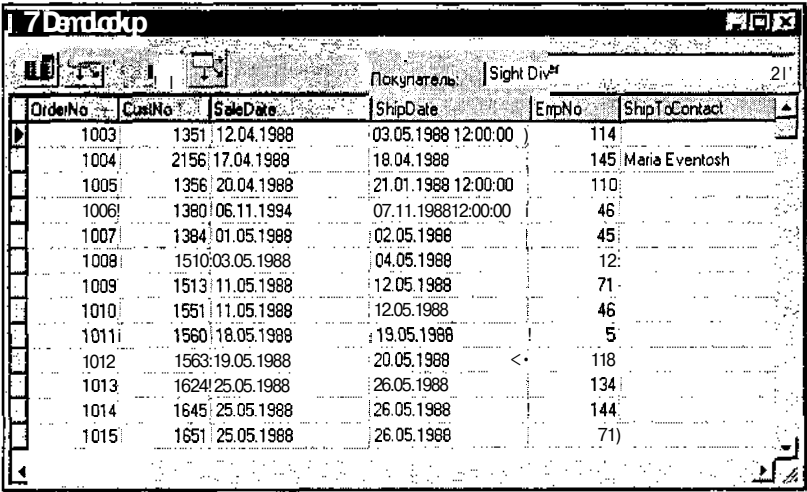 DemoLookup
Покупатель: Sight Div
OrderNo CustNo SaleDate ShipDate EmpNo ShipToContact
1003 1351 12.04.1988 03.05.1988 12:00:00 114
1004 2156 17.04.1988 18.04.1988 145 Maria Eventosh
1005 1356 20.04.1988 21.01.1988 12:00:00 110
1006 1380 06.11.1994 07.11.198812:00:00 46
1007 1384 01.05.1988 02.05.1988 45
1008 1510 03.05.1988 04.05.1988 12
1009 1513 11.05.1988 12.05.1988 71
1010 1551 11.05.1988 12.05.1988 46
1011 1560 18.05.1988 19.05.1988 5
1012 1563 19.05.1988 20.05.1988 118
1013 1624 25.05.1988 26.05.1988 134
1014 1645 25.05.1988 26.05.1988 144
1015 1651 25.05.1988 26.05.1988 71